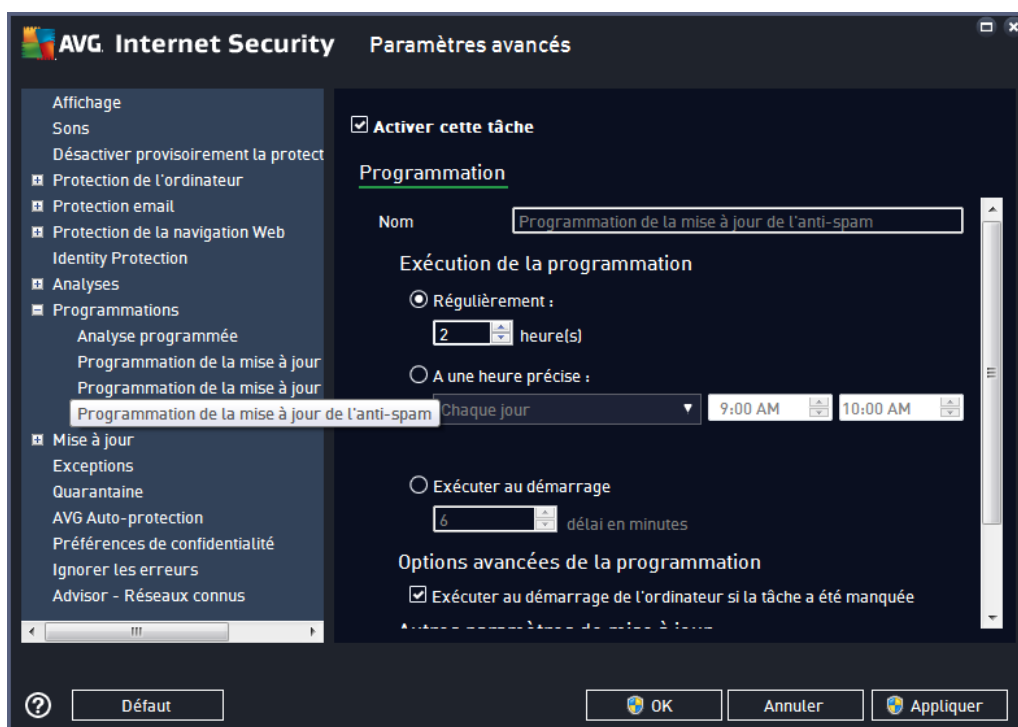 AVG. Internet Security Paramètres avancés
Affichage
Sons
Désactiver provisoirement la protect
Protection de l'ordinateur
Protection email
Protection de la navigation Web
Identity Protection
Analyses
Programmations
Analyse programmée
Programmation de la mise à jour
Programmation de la mise à jour
Programmation de la mise à jour de l'anti-spam
Mise à jour
Exceptions
Quarantaine
AVG Auto-protection
Préférences de confidentialité
Ignorer les erreurs
Advisor - Réseaux connus
Activer cette tâche
Programmation
Nom Programmation de la mise à jour de l'anti-spam
Exécution de la programmation
Régulièrement :
2 heure(s)
A une heure précise :
Chaque jour 9:00 AM 10:00 AM
Exécuter au démarrage
6 délai en minutes
Options avancées de la programmation
Exécuter au démarrage de l'ordinateur si la tâche a été manquée
Autres paramètres de mise à jour
? Défaut OK Annuler Appliquer